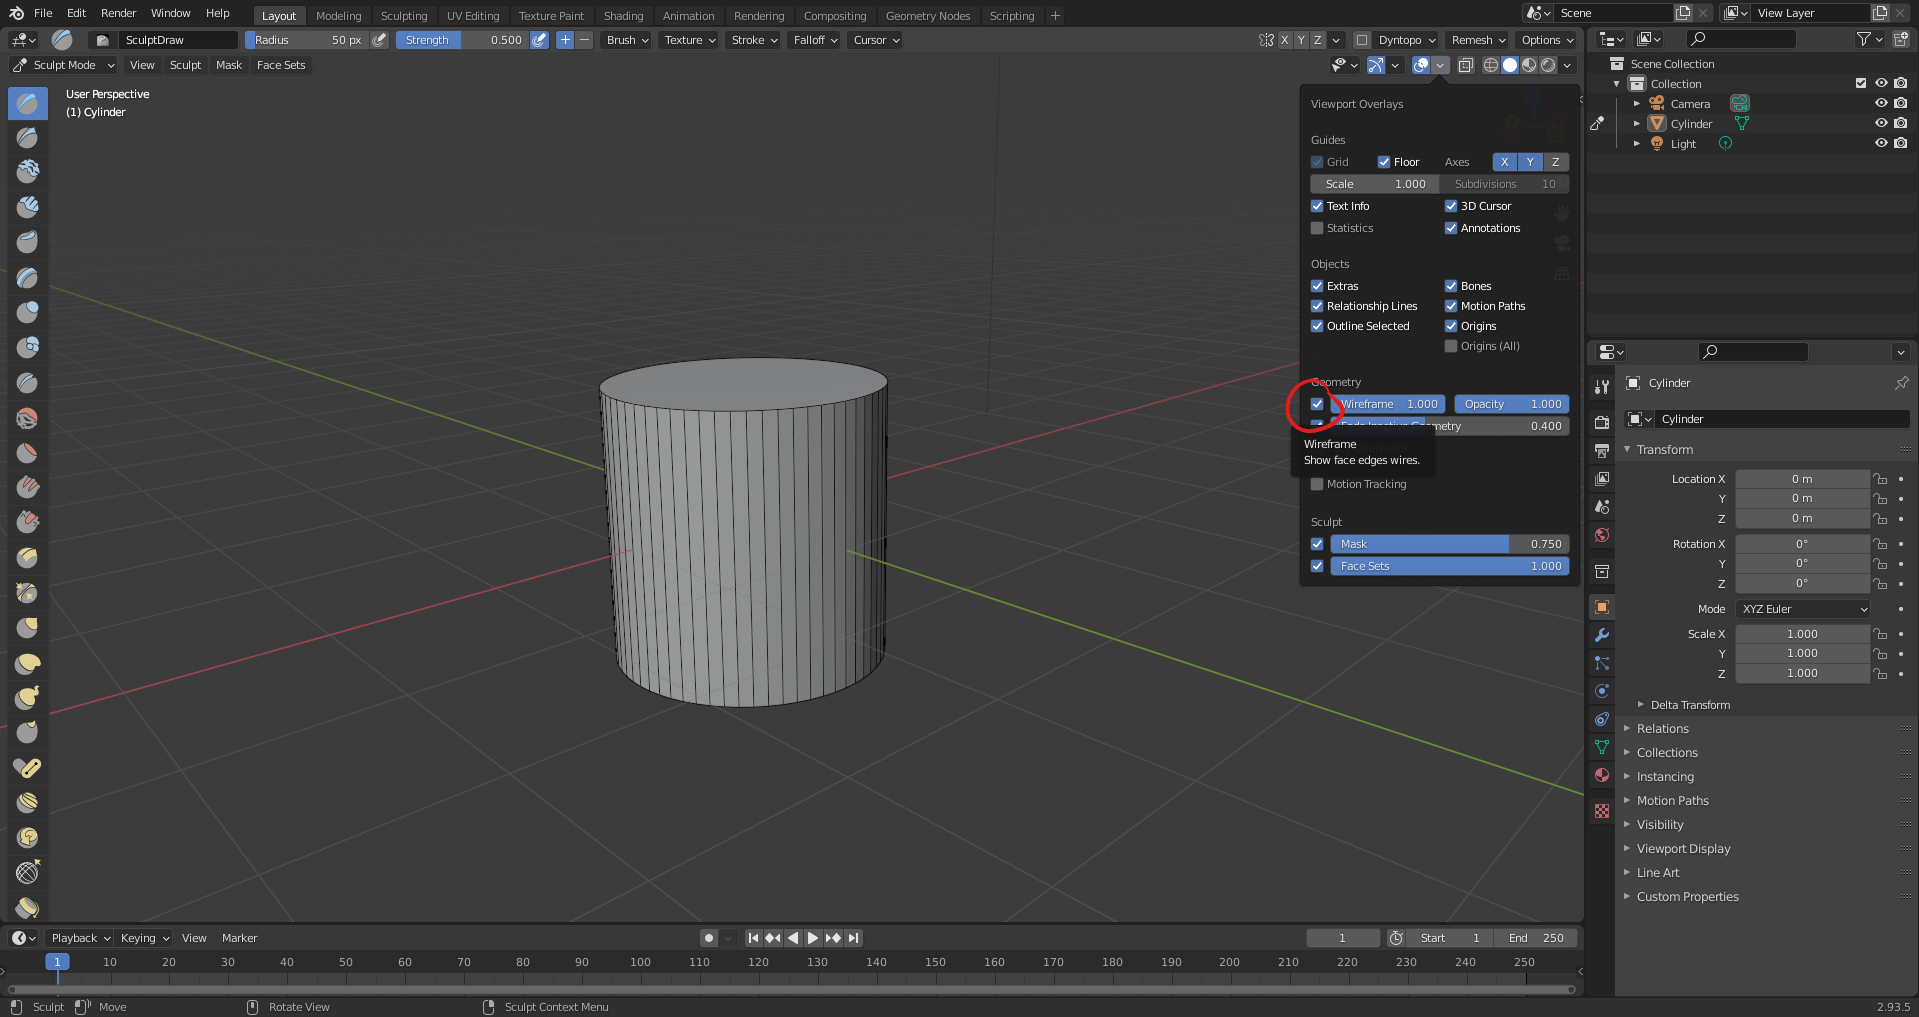 File Edit Render Window Help Layout Modeling Sculpting UV Editing Texture Paint Shading Animation Rendering Compositing Geometry Nodes Scripting + Scene View Layer
SculptDraw Radius 50 px Strength 0.500 + − Brush Texture Stroke Falloff Cursor X Y Z Dyntopo Remesh Options
Sculpt Mode View Sculpt Mask Face Sets
User Perspective
(1) Cylinder
Viewport Overlays
Guides
Grid Floor Axes X Y Z
Scale 1.000 Subdivisions 10
Text Info 3D Cursor
Statistics Annotations
Objects
Extras Bones
Relationship Lines Motion Paths
Outline Selected Origins
Origins (All)
Geometry
Wireframe 1.000 Opacity 1.000
Fade Inactive Geometry 0.400
Wireframe
Show face edges wires.
Motion Tracking
Sculpt
Mask 0.750
Face Sets 1.000
Scene Collection
Collection
Camera
Cylinder
Light
Cylinder
Cylinder
Transform
Location X 0 m
Y 0 m
Z 0 m
Rotation X 0°
Y 0°
Z 0°
Mode XYZ Euler
Scale X 1.000
Y 1.000
Z 1.000
Delta Transform
Relations
Collections
Instancing
Motion Paths
Visibility
Viewport Display
Line Art
Custom Properties
Playback Keying View Marker 1 Start 1 End 250
1 10 20 30 40 50 60 70 80 90 100 110 120 130 140 150 160 170 180 190 200 210 220 230 240 250
Sculpt Move Rotate View Sculpt Context Menu 2.93.5